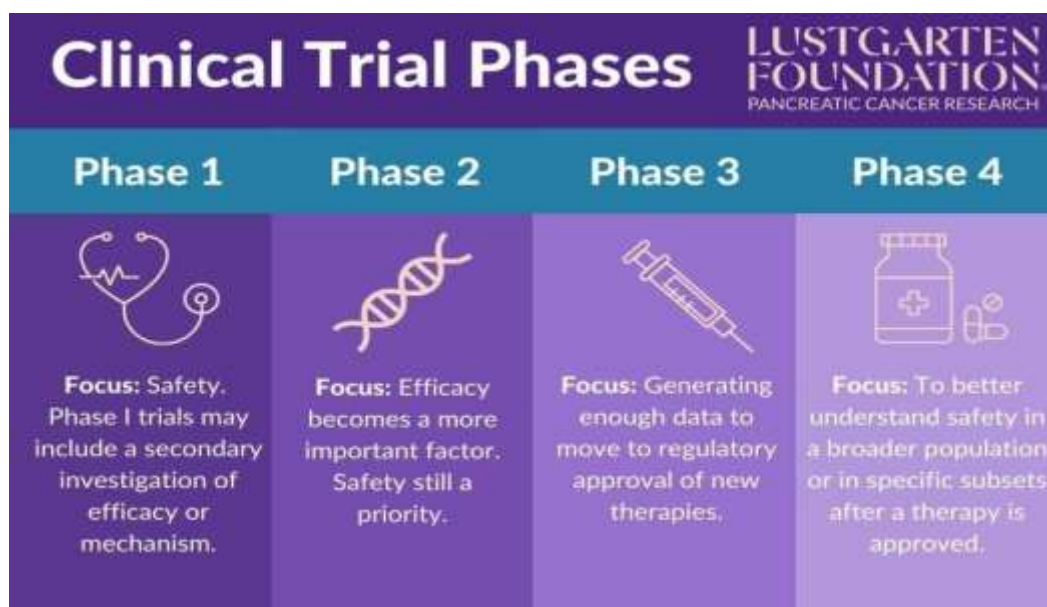 Clinical Trial Phases
LUSTGARTEN
FOUNDATION®
PANCREATIC CANCER RESEARCH
Phase 1
Focus: Safety.
Phase I trials may
include a secondary
investigation of
efficacy or
mechanism.
Phase 2
Focus: Efficacy
becomes a more
important factor.
Safety still a
priority.
Phase 3
Focus: Generating
enough data to
move to regulatory
approval of new
therapies.
Phase 4
Focus: To better
understand safety in
a broader population
or in specific subsets
after a therapy is
approved.